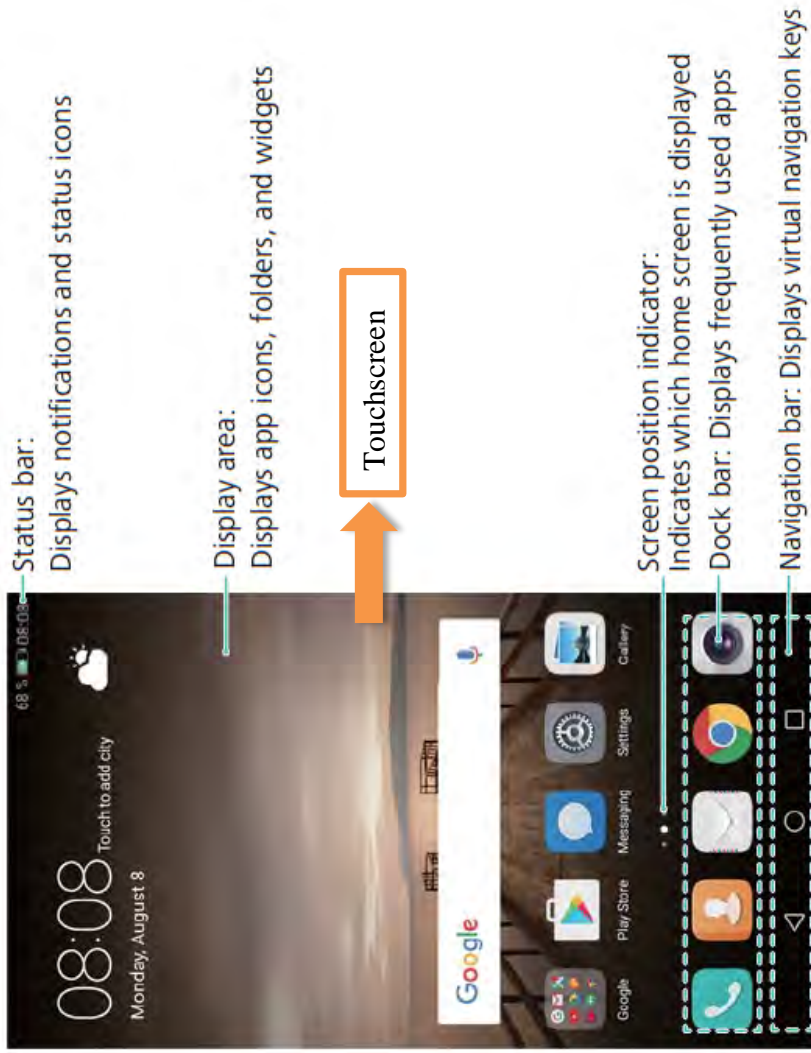 Status bar:
Displays notifications and status icons
68 % 08:08
08:08
Touch to add city
Monday, August 8
Display area:
Displays app icons, folders, and widgets
Touchscreen
Google
Google
Play Store
Messaging
Settings
Gallery
Screen position indicator:
Indicates which home screen is displayed
Dock bar: Displays frequently used apps
Navigation bar: Displays virtual navigation keys